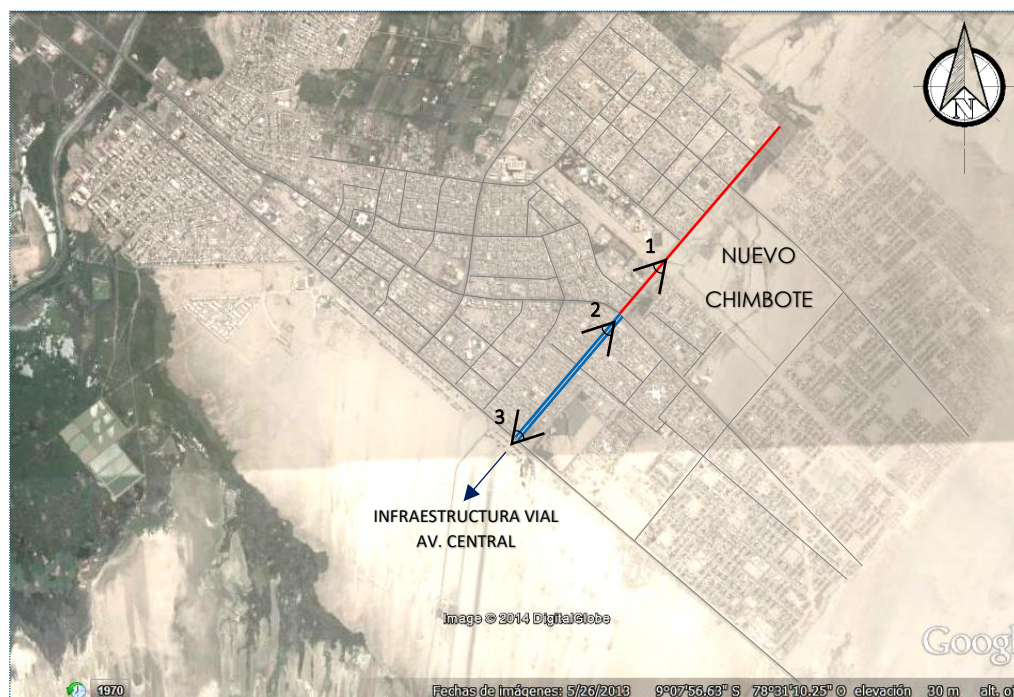 N
1
NUEVO
CHIMBOTE
2
3
INFRAESTRUCTURA VIAL
AV. CENTRAL
Image © 2014 DigitalGlobe
Googl
1970
Fechas de imágenes: 5/26/2013 9°07'56.63" S 78°31'10.25" O elevación 30 m alt. o